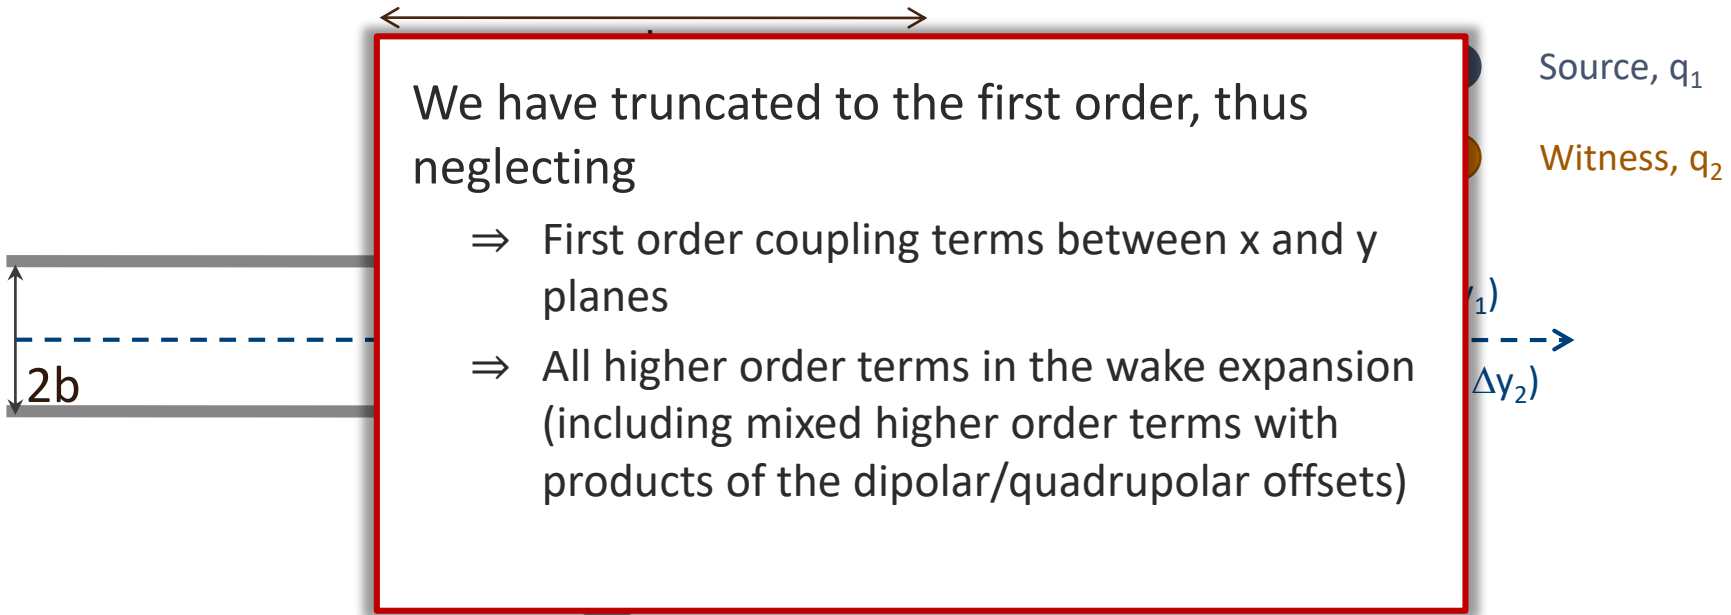 Source, q₁
We have truncated to the first order, thus
neglecting
Witness, q₂
⇒ First order coupling terms between x and y
planes
⇒ All higher order terms in the wake expansion
(including mixed higher order terms with
products of the dipolar/quadrupolar offsets)
2b
Δy₂)